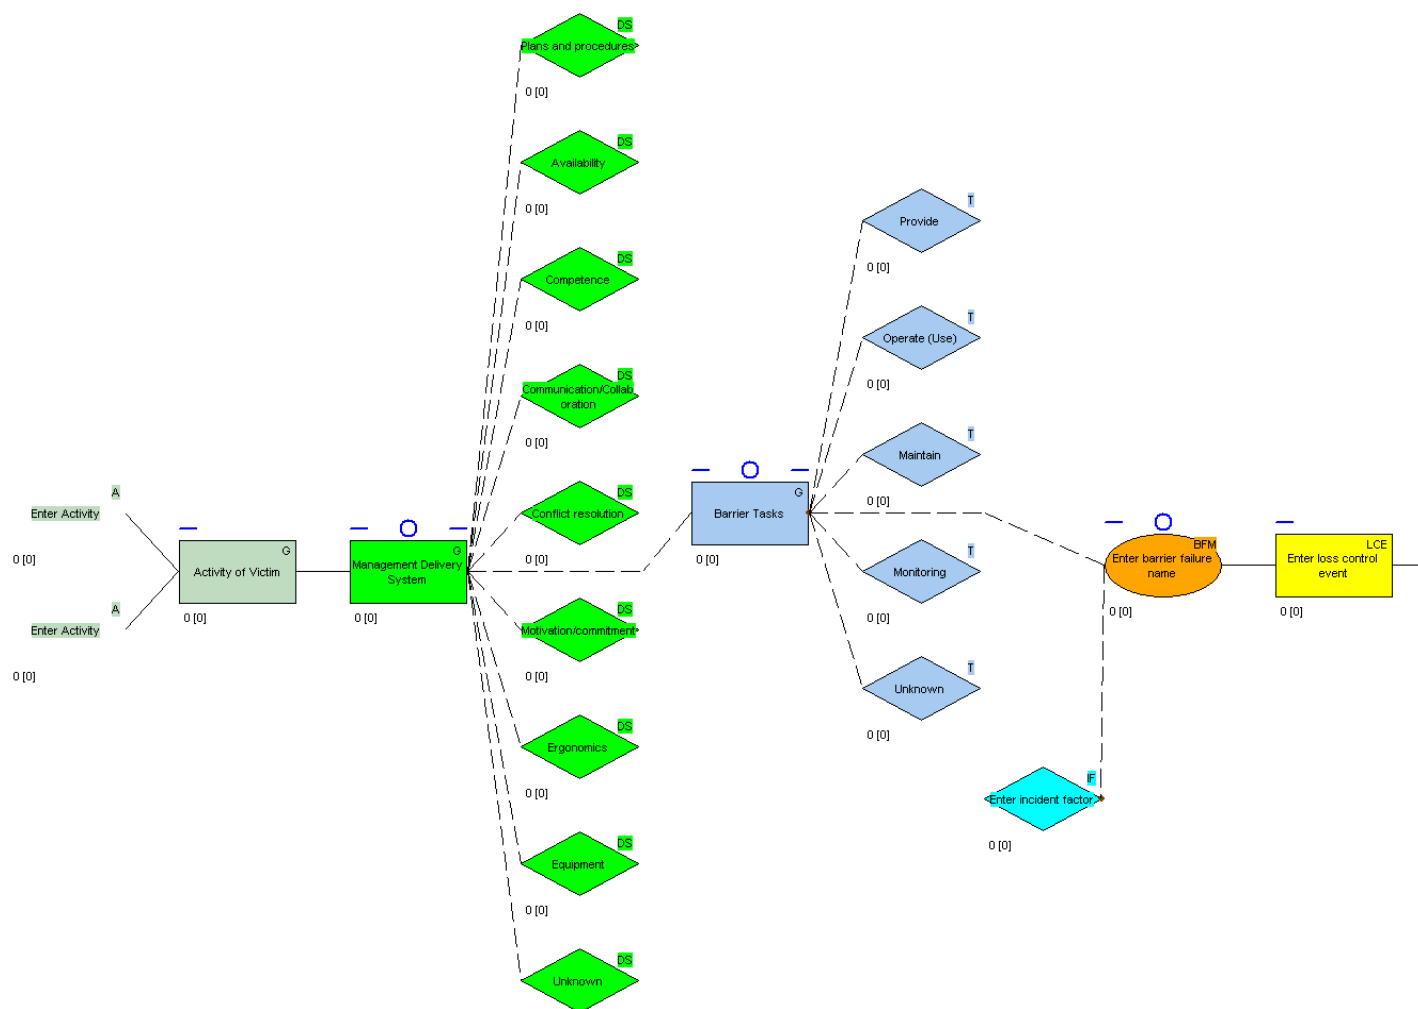 A
Enter Activity
0 [0]
A
Enter Activity
0 [0]
G
Activity of Victim
0 [0]
G
Management Delivery
System
0 [0]
DS
Plans and procedures
0 [0]
DS
Availability
0 [0]
DS
Competence
0 [0]
DS
Communication/Collab
oration
0 [0]
DS
Conflict resolution
0 [0]
DS
Motivation/commitment
0 [0]
DS
Ergonomics
0 [0]
DS
Equipment
0 [0]
DS
Unknown
G
Barrier Tasks
0 [0]
T
Provide
0 [0]
T
Operate (Use)
0 [0]
T
Maintain
0 [0]
T
Monitoring
0 [0]
T
Unknown
0 [0]
IF
Enter incident factor
0 [0]
BFM
Enter barrier failure
name
0 [0]
LCE
Enter loss control
event
0 [0]